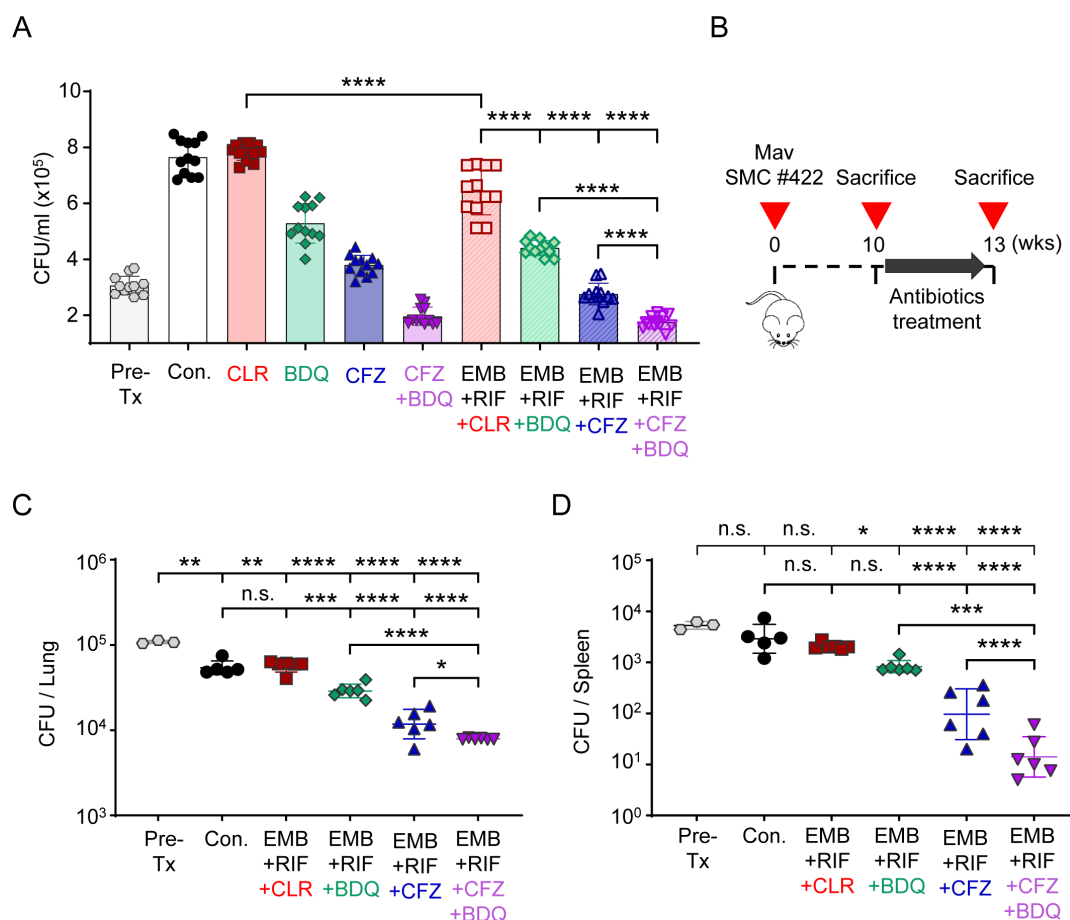 A
CFU/ml (x10⁵)
10
8
6
4
2
****
**** **** ****
****
****
Pre-
Tx
Con.
CLR
BDQ
CFZ
CFZ
+BDQ
EMB
+RIF
+CLR
EMB
+RIF
+BDQ
EMB
+RIF
+CFZ
EMB
+RIF
+CFZ
+BDQ
B
Mav
SMC #422
Sacrifice
Sacrifice
0
10
13 (wks)
Antibiotics
treatment
C
CFU / Lung
10⁶
10⁵
10⁴
10³
** ** **** **** ****
n.s. *** **** ****
****
*
Pre-
Tx
Con.
EMB
+RIF
+CLR
EMB
+RIF
+BDQ
EMB
+RIF
+CFZ
EMB
+RIF
+CFZ
+BDQ
D
CFU / Spleen
10⁵
10⁴
10³
10²
10¹
10⁰
n.s. n.s. * **** ****
n.s. n.s. **** ****
***
****
Pre-
Tx
Con.
EMB
+RIF
+CLR
EMB
+RIF
+BDQ
EMB
+RIF
+CFZ
EMB
+RIF
+CFZ
+BDQ